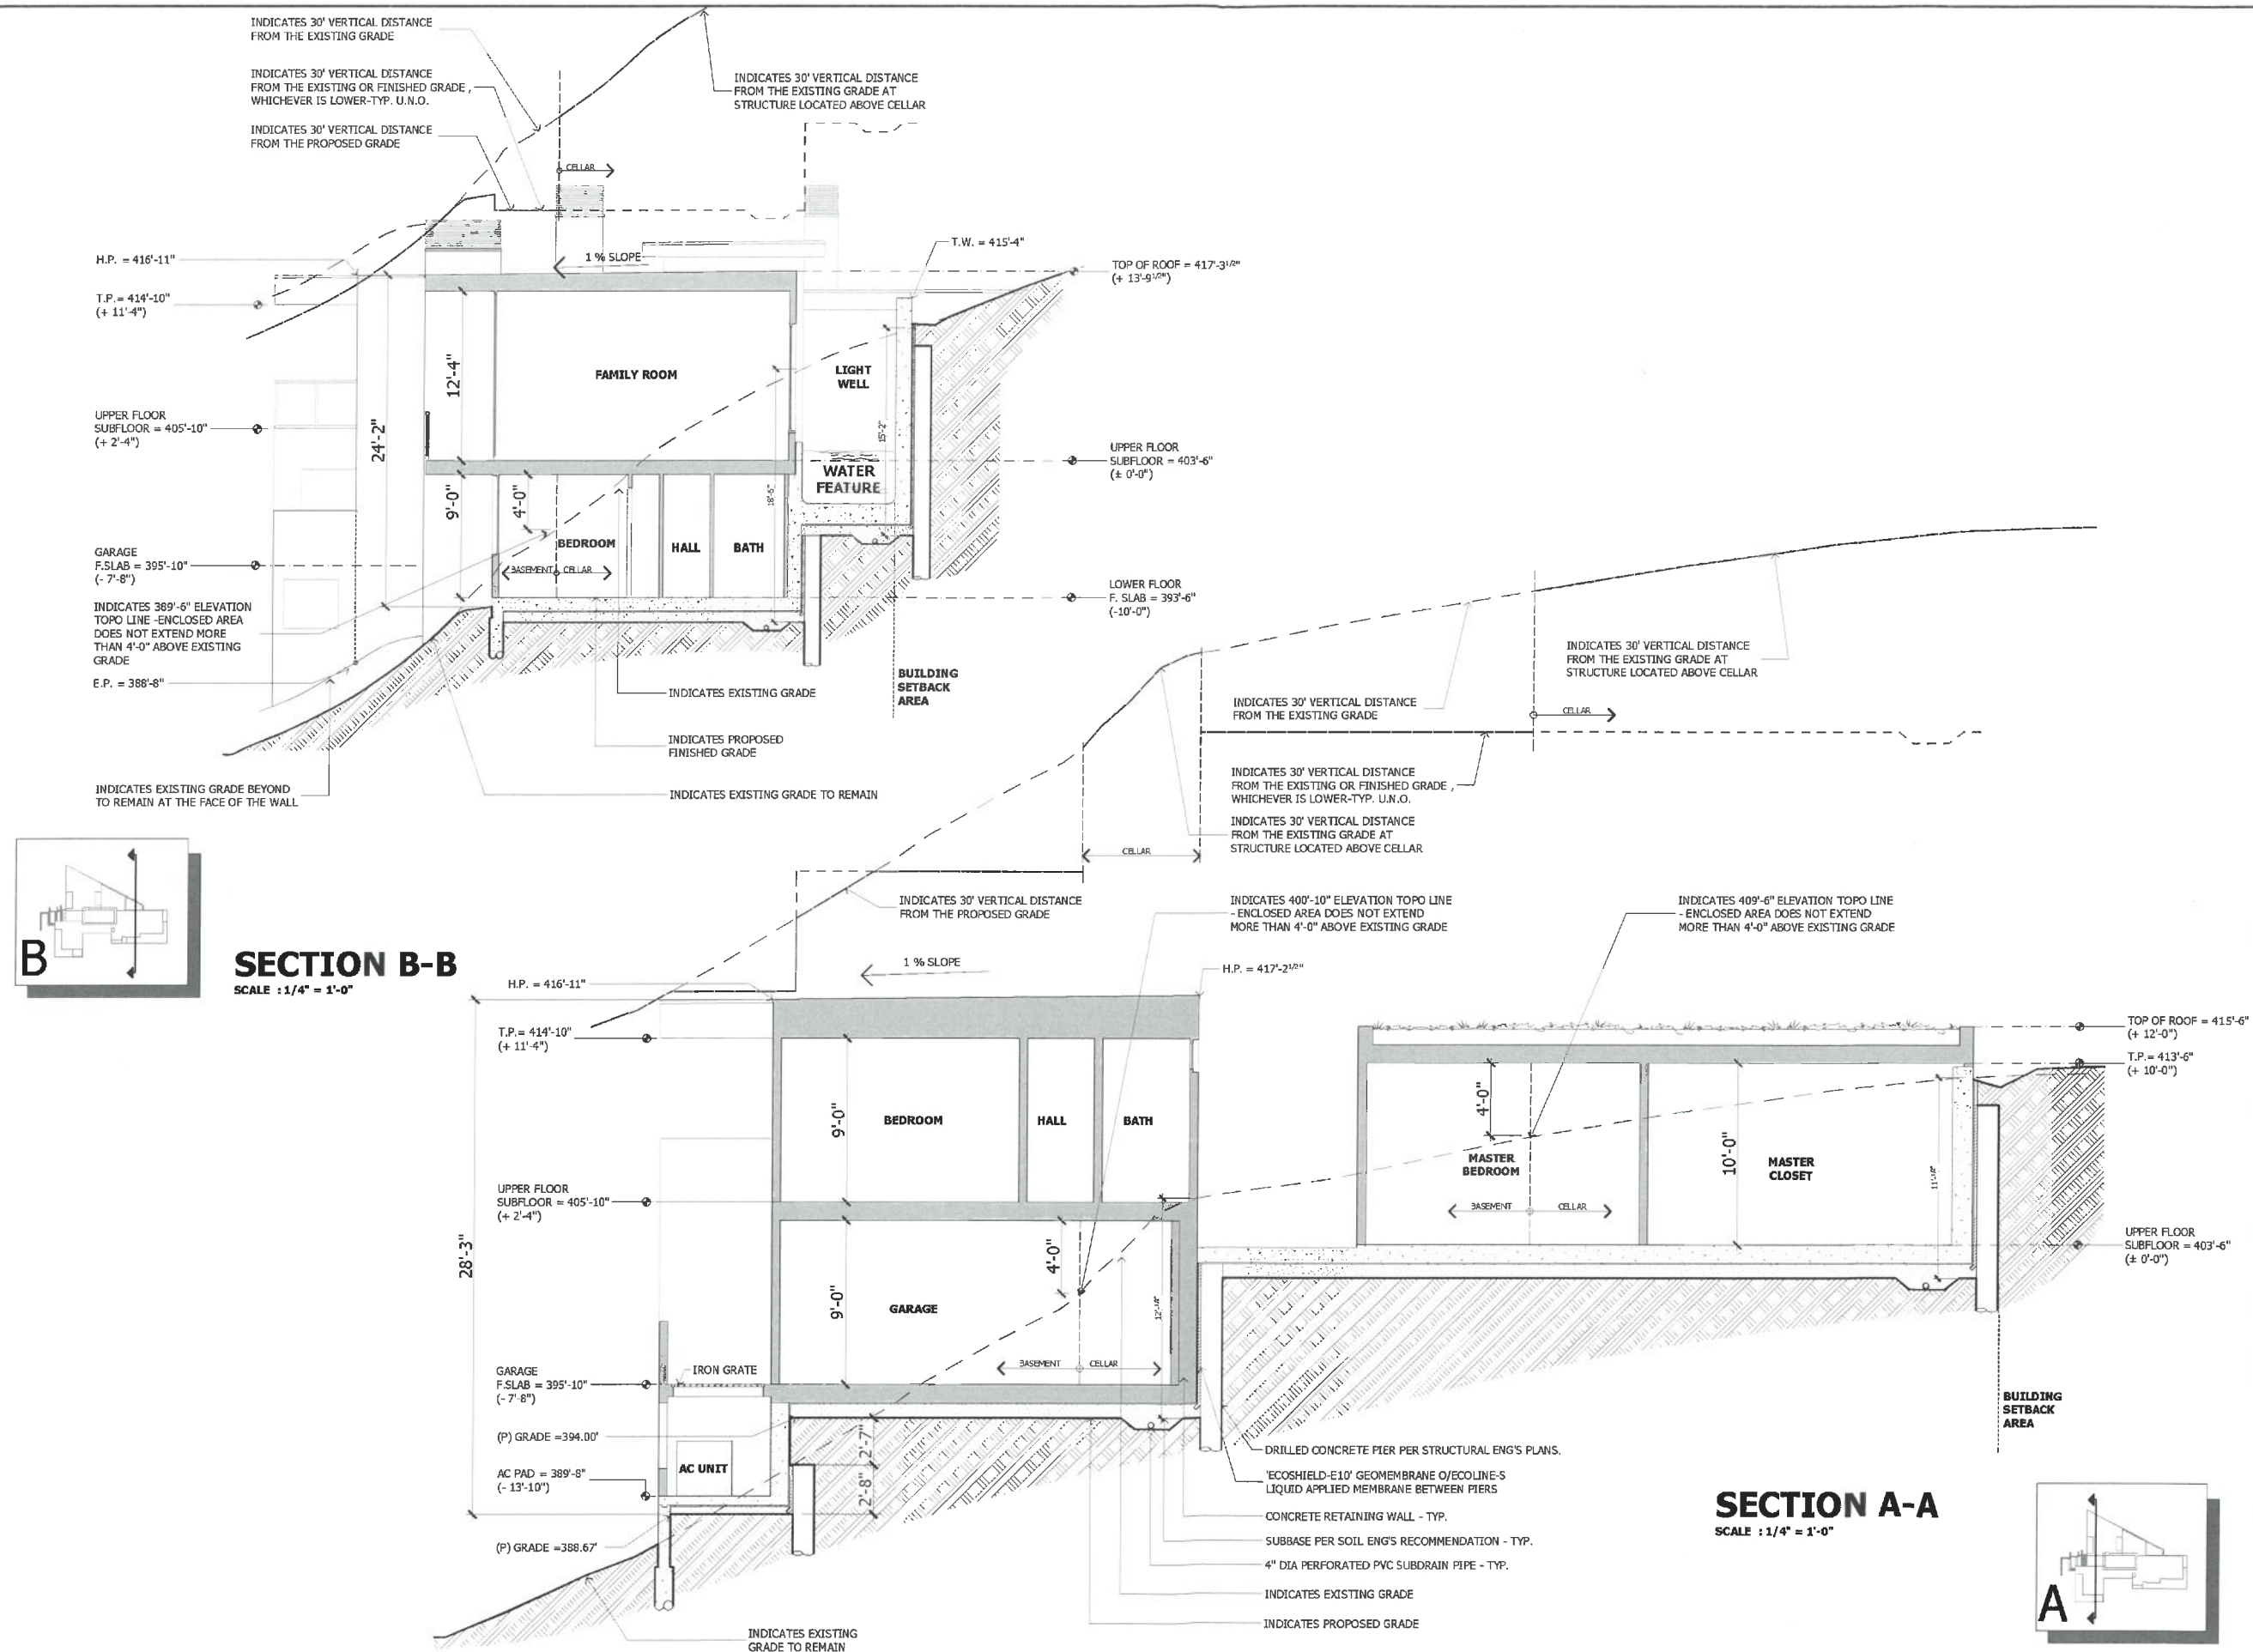 INDICATES 30' VERTICAL DISTANCE
FROM THE EXISTING GRADE
INDICATES 30' VERTICAL DISTANCE
FROM THE EXISTING OR FINISHED GRADE ,
WHICHEVER IS LOWER-TYP. U.N.O.
INDICATES 30' VERTICAL DISTANCE
FROM THE PROPOSED GRADE
INDICATES 30' VERTICAL DISTANCE
FROM THE EXISTING GRADE AT
STRUCTURE LOCATED ABOVE CELLAR
CELLAR
H.P. = 416'-11"
T.P.= 414'-10"
(+ 11'-4")
1 % SLOPE
T.W. = 415'-4"
TOP OF ROOF = 417'-3 1/2"
(+ 13'-9 1/2")
12'-4"
FAMILY ROOM
LIGHT
WELL
24'-2"
15'-2"
UPPER FLOOR
SUBFLOOR = 405'-10"
(+ 2'-4")
UPPER FLOOR
SUBFLOOR = 403'-6"
(± 0'-0")
WATER
FEATURE
9'-0"
4'-0"
18'-6"
BEDROOM
HALL
BATH
BASEMENT
CELLAR
GARAGE
F.SLAB = 395'-10"
(- 7'-8")
LOWER FLOOR
F. SLAB = 393'-6"
(-10'-0")
INDICATES 389'-6" ELEVATION
TOPO LINE -ENCLOSED AREA
DOES NOT EXTEND MORE
THAN 4'-0" ABOVE EXISTING
GRADE
E.P. = 388'-8"
INDICATES EXISTING GRADE
BUILDING
SETBACK
AREA
INDICATES PROPOSED
FINISHED GRADE
INDICATES EXISTING GRADE BEYOND
TO REMAIN AT THE FACE OF THE WALL
INDICATES EXISTING GRADE TO REMAIN
B
SECTION B-B
SCALE : 1/4" = 1'-0"
INDICATES 30' VERTICAL DISTANCE
FROM THE EXISTING GRADE AT
STRUCTURE LOCATED ABOVE CELLAR
INDICATES 30' VERTICAL DISTANCE
FROM THE EXISTING GRADE
CELLAR
INDICATES 30' VERTICAL DISTANCE
FROM THE EXISTING OR FINISHED GRADE ,
WHICHEVER IS LOWER-TYP. U.N.O.
INDICATES 30' VERTICAL DISTANCE
FROM THE EXISTING GRADE AT
STRUCTURE LOCATED ABOVE CELLAR
CELLAR
INDICATES 30' VERTICAL DISTANCE
FROM THE PROPOSED GRADE
INDICATES 400'-10" ELEVATION TOPO LINE
- ENCLOSED AREA DOES NOT EXTEND
MORE THAN 4'-0" ABOVE EXISTING GRADE
INDICATES 409'-6" ELEVATION TOPO LINE
- ENCLOSED AREA DOES NOT EXTEND
MORE THAN 4'-0" ABOVE EXISTING GRADE
1 % SLOPE
H.P. = 417'-2 1/2"
H.P. = 416'-11"
T.P.= 414'-10"
(+ 11'-4")
TOP OF ROOF = 415'-6"
(+ 12'-0")
T.P.= 413'-6"
(+ 10'-0")
9'-0"
BEDROOM
HALL
BATH
4'-0"
MASTER
BEDROOM
10'-0"
MASTER
CLOSET
BASEMENT
CELLAR
UPPER FLOOR
SUBFLOOR = 405'-10"
(+ 2'-4")
UPPER FLOOR
SUBFLOOR = 403'-6"
(± 0'-0")
28'-3"
9'-0"
GARAGE
4'-0"
BASEMENT
CELLAR
GARAGE
F.SLAB = 395'-10"
(- 7'-8")
IRON GRATE
BUILDING
SETBACK
AREA
(P) GRADE =394.00'
2'-7"
AC PAD = 389'-8"
(- 13'-10")
AC UNIT
2'-8"
DRILLED CONCRETE PIER PER STRUCTURAL ENG'S PLANS.
'ECOSHIELD-E10' GEOMEMBRANE O/ECOLINE-S
LIQUID APPLIED MEMBRANE BETWEEN PIERS
CONCRETE RETAINING WALL - TYP.
SUBBASE PER SOIL ENG'S RECOMMENDATION - TYP.
(P) GRADE =388.67'
4" DIA PERFORATED PVC SUBDRAIN PIPE - TYP.
INDICATES EXISTING GRADE
INDICATES PROPOSED GRADE
INDICATES EXISTING
GRADE TO REMAIN
SECTION A-A
SCALE : 1/4" = 1'-0"
A